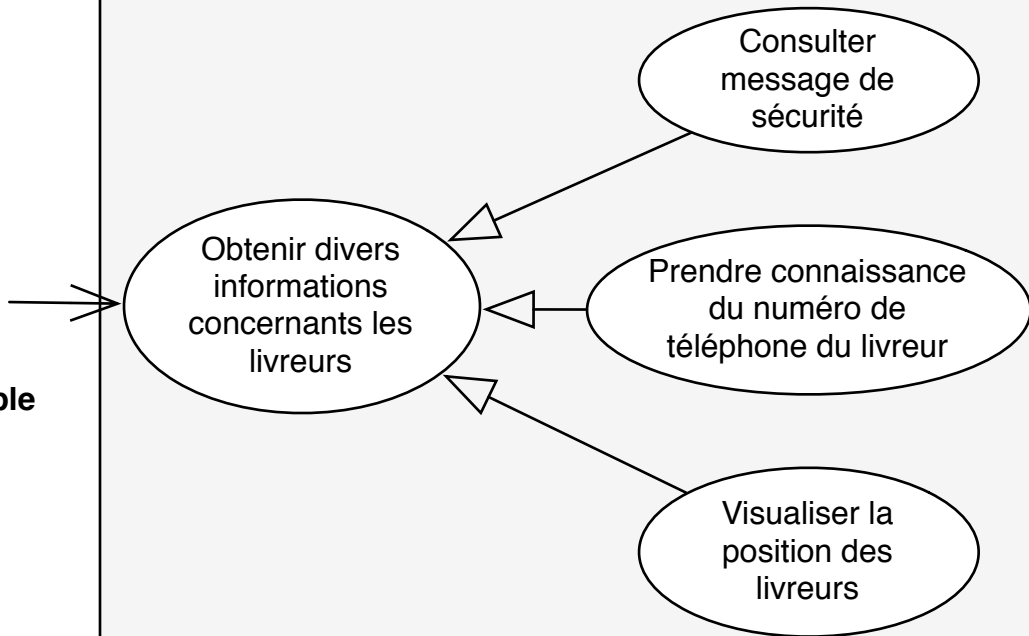 Consulter
message de
sécurité
Obtenir divers
informations
concernants les
livreurs
Prendre connaissance
du numéro de
téléphone du livreur
Visualiser la
position des
livreurs